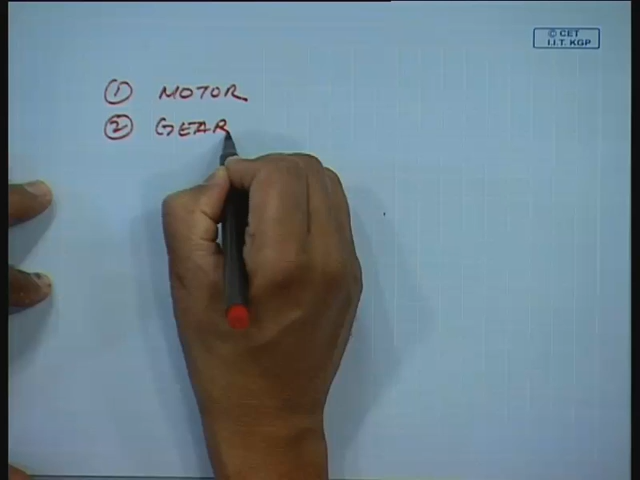 © CET
I.I.T. KGP
① MOTOR
② GEAR